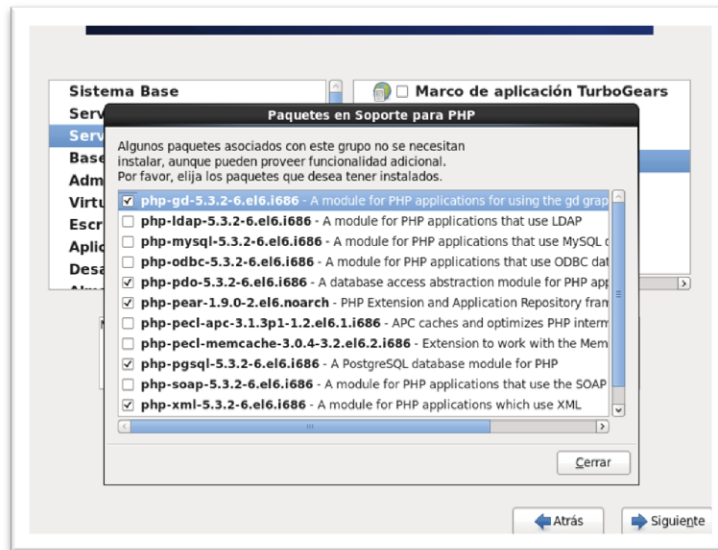 Sistema Base
Marco de aplicación TurboGears
Serv
Serv
Base
Adm
Virtu
Escr
Aplic
Desa
Paquetes en Soporte para PHP
Algunos paquetes asociados con este grupo no se necesitan
instalar, aunque pueden proveer funcionalidad adicional.
Por favor, elija los paquetes que desea tener instalados.
php-gd-5.3.2-6.el6.i686 - A module for PHP applications for using the gd grap
php-ldap-5.3.2-6.el6.i686 - A module for PHP applications that use LDAP
php-mysql-5.3.2-6.el6.i686 - A module for PHP applications that use MySQL
php-odbc-5.3.2-6.el6.i686 - A module for PHP applications that use ODBC dat
php-pdo-5.3.2-6.el6.i686 - A database access abstraction module for PHP app
php-pear-1.9.0-2.el6.noarch - PHP Extension and Application Repository fran
php-pecl-apc-3.1.3p1-1.2.el6.1.i686 - APC caches and optimizes PHP interm
php-pecl-memcache-3.0.4-3.2.el6.2.i686 - Extension to work with the Mem
php-pgsql-5.3.2-6.el6.i686 - A PostgreSQL database module for PHP
php-soap-5.3.2-6.el6.i686 - A module for PHP applications that use the SOAP
php-xml-5.3.2-6.el6.i686 - A module for PHP applications which use XML
Cerrar
Atrás
Siguiente